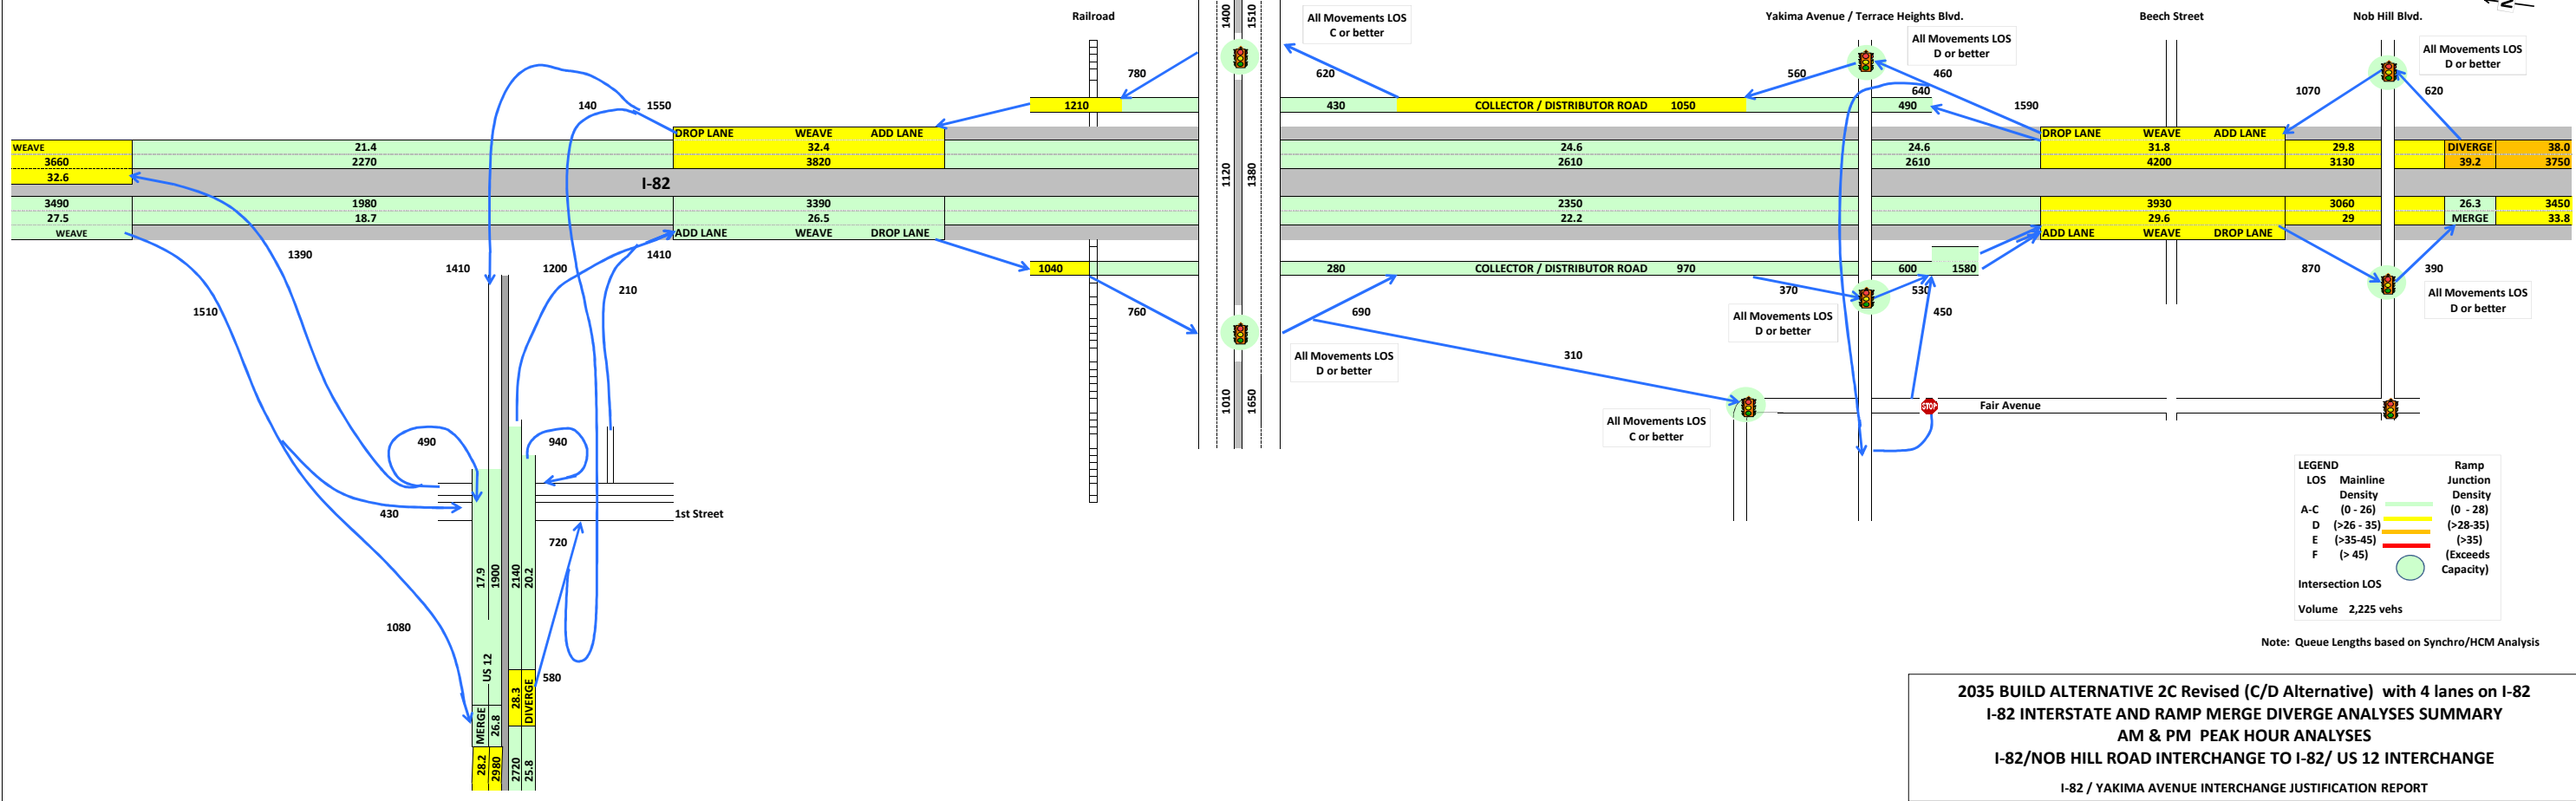 Railroad
1400
1510
All Movements LOS
C or better
Yakima Avenue / Terrace Heights Blvd.
All Movements LOS
D or better
Beech Street
Nob Hill Blvd.
All Movements LOS
D or better
N
780
620
560
460
640
1590
1070
620
140
1550
1210
430
COLLECTOR / DISTRIBUTOR ROAD 1050
490
WEAVE
3660
32.6
21.4
2270
DROP LANE WEAVE ADD LANE
32.4
3820
24.6
2610
24.6
2610
DROP LANE WEAVE ADD LANE
31.8
4200
29.8
3130
DIVERGE
39.2
38.0
3750
I-82
1120
1380
3490
27.5
WEAVE
1980
18.7
3390
26.5
ADD LANE WEAVE DROP LANE
2350
22.2
3930
29.6
ADD LANE WEAVE DROP LANE
3060
29
26.3
MERGE
3450
33.8
1390
1410
1200
1410
210
1040
280
COLLECTOR / DISTRIBUTOR ROAD 970
600
1580
870
390
1510
760
690
370
530
450
All Movements LOS
D or better
All Movements LOS
D or better
All Movements LOS
D or better
310
1010
1650
All Movements LOS
C or better
STOP
Fair Avenue
490
940
430
1st Street
720
17.9
1900
2140
20.2
1080
US 12
580
MERGE
26.8
28.3
DIVERGE
28.2
2980
2720
25.8
LEGEND Ramp
LOS Mainline Junction
Density Density
A-C (0 - 26) (0 - 28)
D (>26 - 35) (>28-35)
E (>35-45) (>35)
F (> 45) (Exceeds
Capacity)
Intersection LOS
Volume 2,225 vehs
Note: Queue Lengths based on Synchro/HCM Analysis
2035 BUILD ALTERNATIVE 2C Revised (C/D Alternative) with 4 lanes on I-82
I-82 INTERSTATE AND RAMP MERGE DIVERGE ANALYSES SUMMARY
AM & PM PEAK HOUR ANALYSES
I-82/NOB HILL ROAD INTERCHANGE TO I-82/ US 12 INTERCHANGE
I-82 / YAKIMA AVENUE INTERCHANGE JUSTIFICATION REPORT